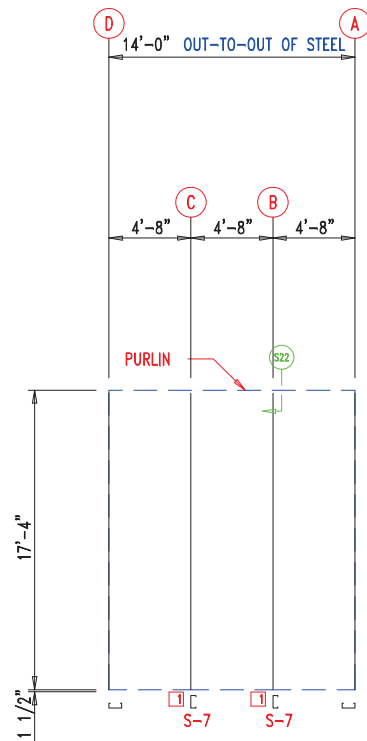 D A
14'-0" OUT-TO-OUT OF STEEL
C B
4'-8" 4'-8" 4'-8"
PURLIN
S22
17'-4"
1 1
S-7 S-7
1 1/2"